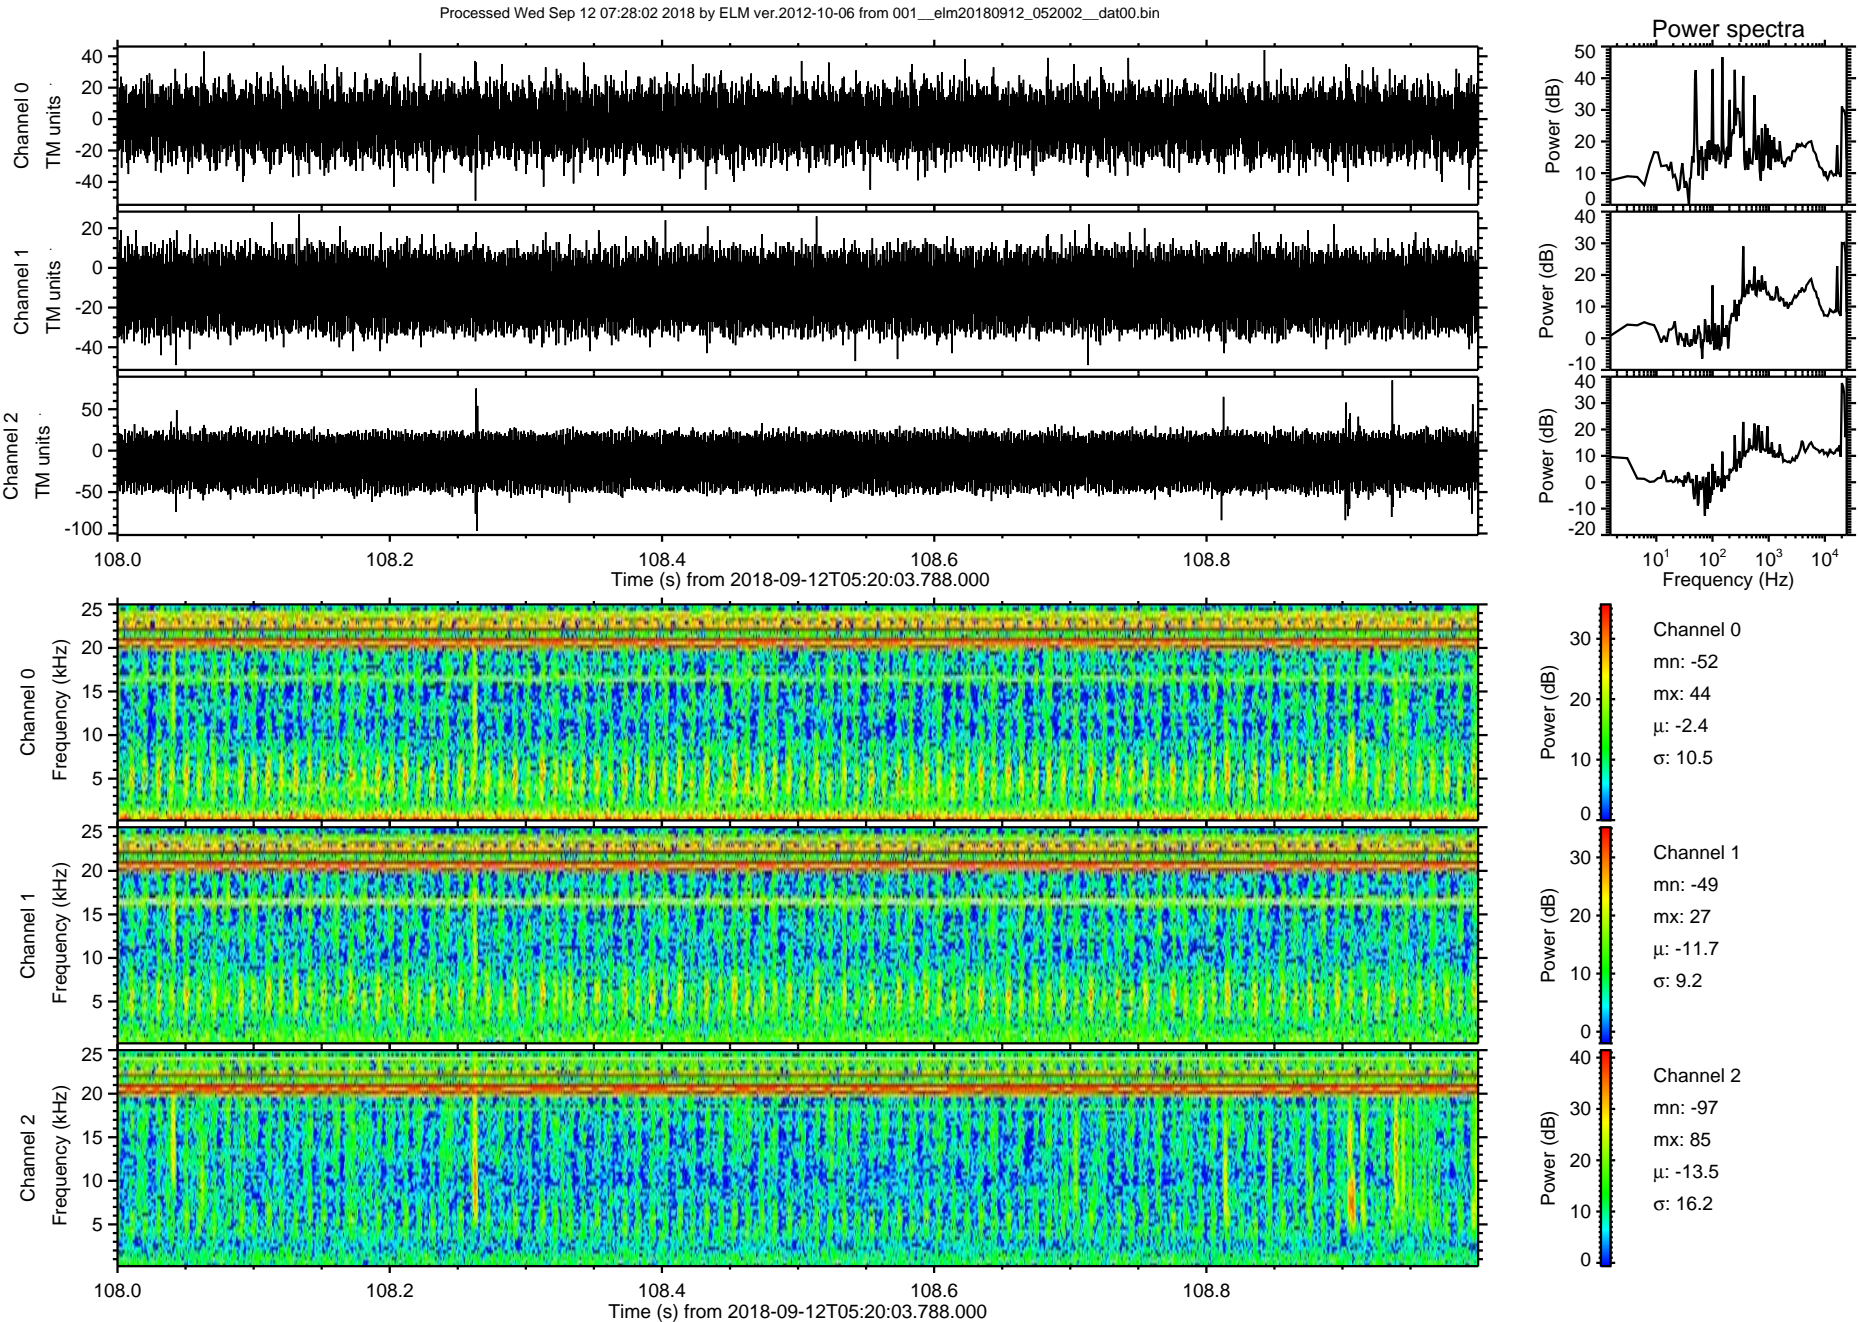 Processed Wed Sep 12 07:28:02 2018 by ELM ver.2012-10-06 from 001__elm20180912_052002__dat00.bin
Power spectra
Channel 0
TM units
40
20
0
-20
-40
Power (dB)
50
40
30
20
10
0
Channel 1
TM units
20
0
-20
-40
Power (dB)
40
30
20
10
0
-10
Channel 2
TM units
50
0
-50
-100
Power (dB)
40
30
20
10
0
-10
-20
108.0 108.2 108.4 108.6 108.8
Time (s) from 2018-09-12T05:20:03.788.000
10^1 10^2 10^3 10^4
Frequency (Hz)
Channel 0
Frequency (kHz)
25
20
15
10
5
Power (dB)
30
20
10
0
Channel 0
mn: -52
mx: 44
μ: -2.4
σ: 10.5
Channel 1
Frequency (kHz)
25
20
15
10
5
Power (dB)
30
20
10
0
Channel 1
mn: -49
mx: 27
μ: -11.7
σ: 9.2
Channel 2
Frequency (kHz)
25
20
15
10
5
Power (dB)
40
30
20
10
0
Channel 2
mn: -97
mx: 85
μ: -13.5
σ: 16.2
108.0 108.2 108.4 108.6 108.8
Time (s) from 2018-09-12T05:20:03.788.000